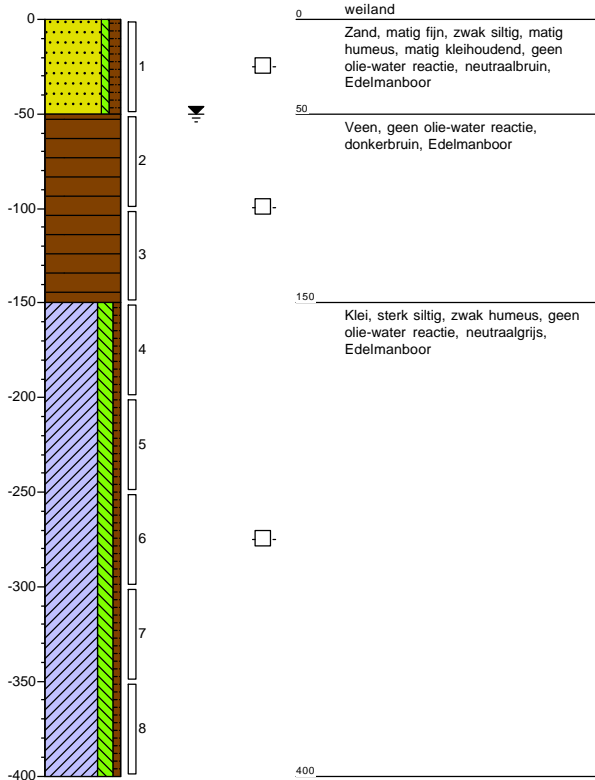 weiland
0
0
Zand, matig fijn, zwak siltig, matig
humeus, matig kleihoudend, geen
olie-water reactie, neutraalbruin,
Edelmanboor
1
-50
50
Veen, geen olie-water reactie,
donkerbruin, Edelmanboor
2
-100
3
-150
150
Klei, sterk siltig, zwak humeus, geen
olie-water reactie, neutraalgrijs,
Edelmanboor
4
-200
5
-250
6
-300
7
-350
8
-400
400